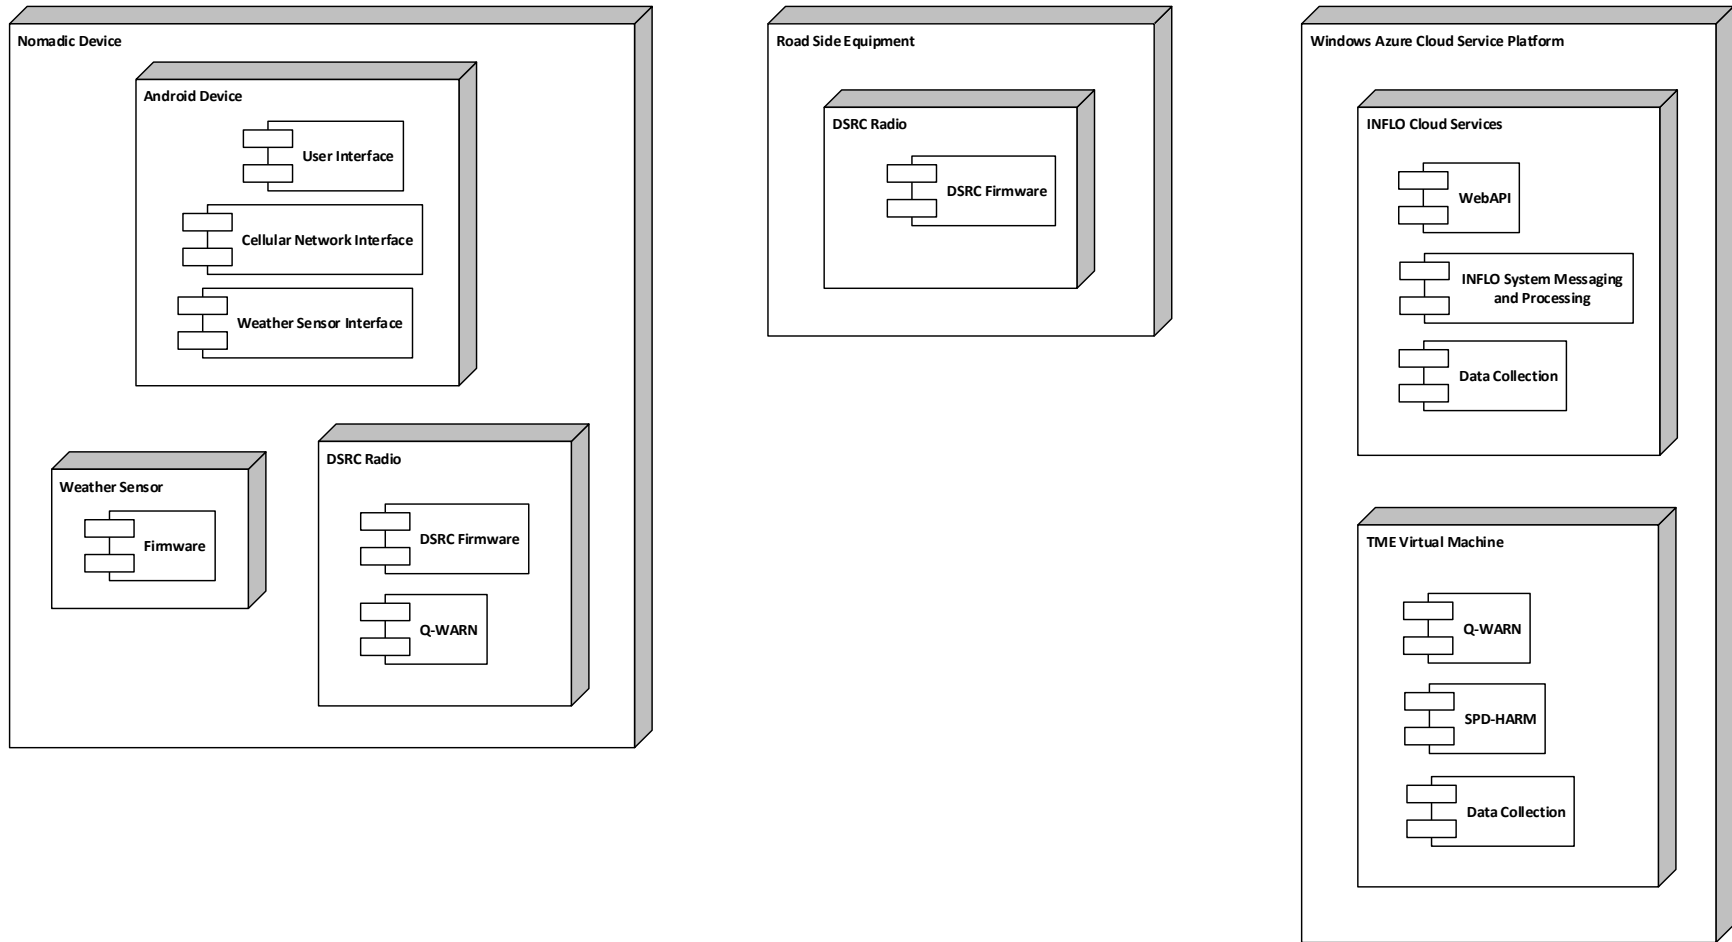 Nomadic Device
Android Device
User Interface
Cellular Network Interface
Weather Sensor Interface
Weather Sensor
Firmware
DSRC Radio
DSRC Firmware
Q-WARN
Road Side Equipment
DSRC Radio
DSRC Firmware
Windows Azure Cloud Service Platform
INFLO Cloud Services
WebAPI
INFLO System Messaging
and Processing
Data Collection
TME Virtual Machine
Q-WARN
SPD-HARM
Data Collection